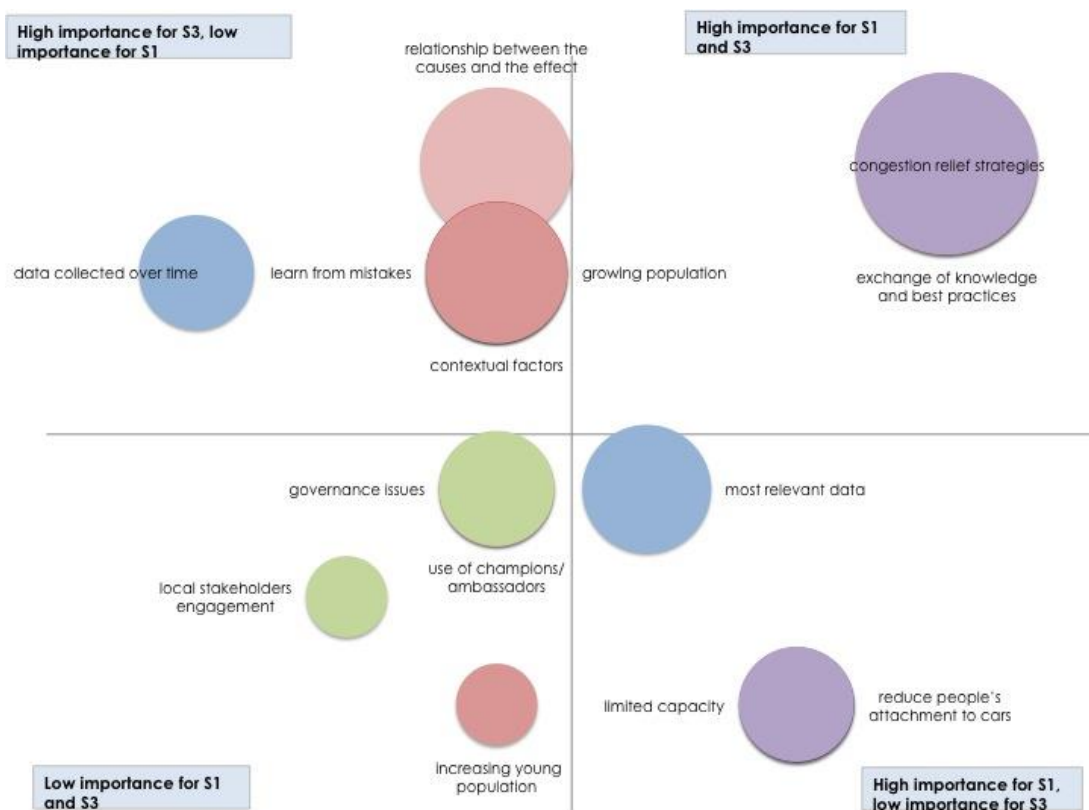 High importance for S3, low
importance for S1
High importance for S1
and S3
relationship between the
causes and the effect
congestion relief strategies
data collected over time
learn from mistakes
growing population
exchange of knowledge
and best practices
contextual factors
governance issues
most relevant data
use of champions/
ambassadors
local stakeholders
engagement
limited capacity
reduce people's
attachment to cars
increasing young
population
Low importance for S1
and S3
High importance for S1,
low importance for S3